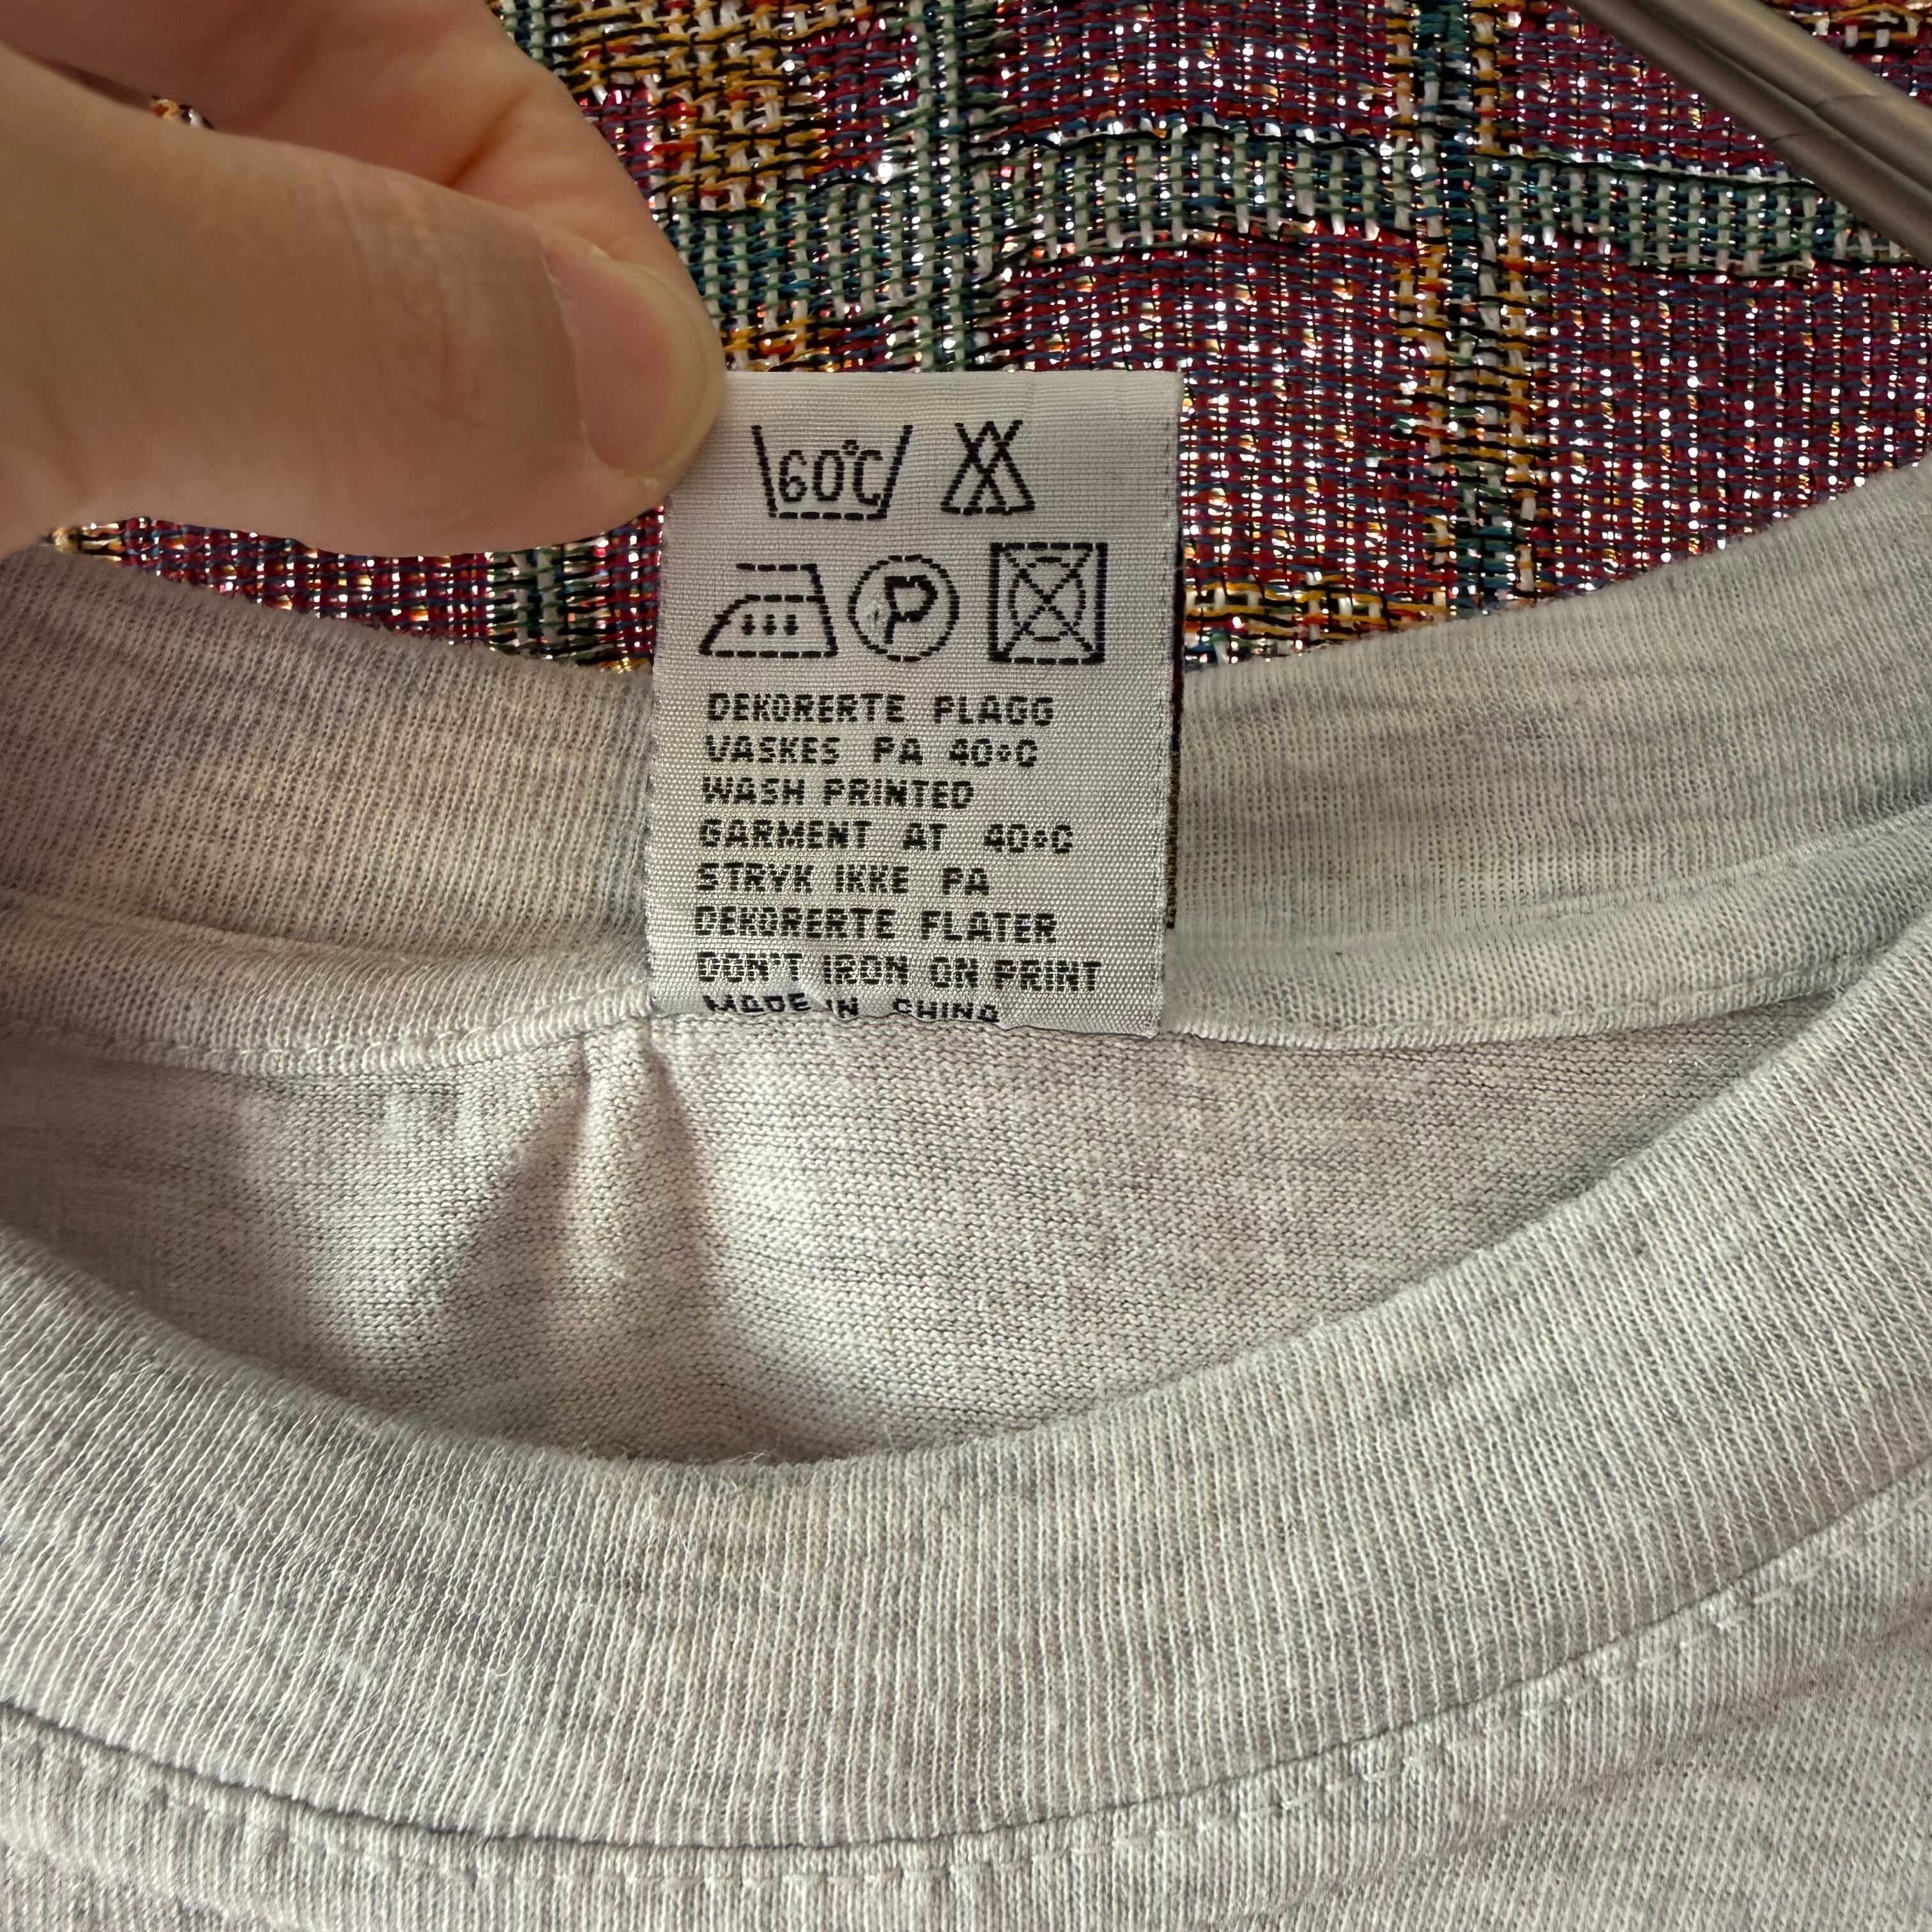 60°C
P
DEKORERTE PLAGG
VASKES PA 40°C
WASH PRINTED
GARMENT AT 40°C
STRYK IKKE PA
DEKORERTE FLATER
DON'T IRON ON PRINT
MADE IN CHINA